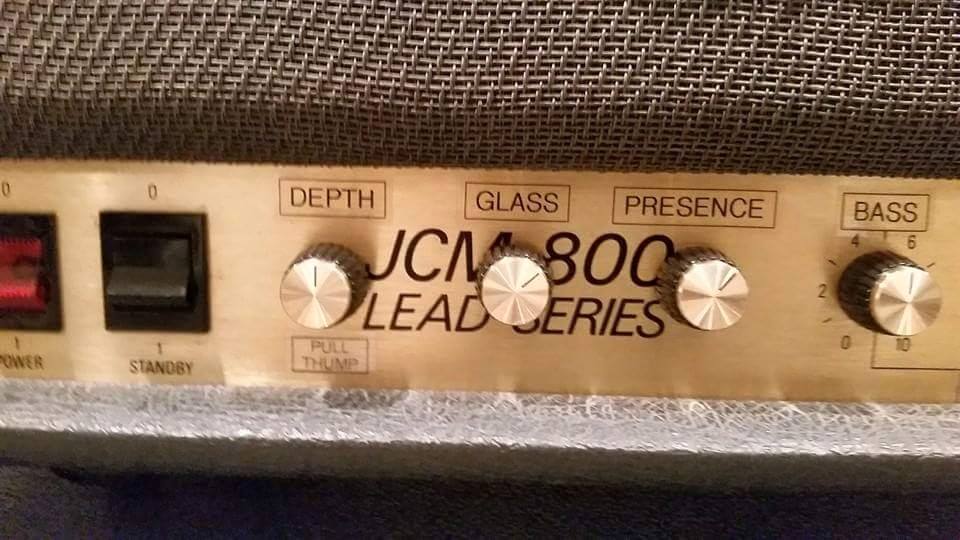 0
0
DEPTH
GLASS
PRESENCE
BASS
4
6
JCM 800
2
LEAD SERIES
0
10
1
1
PULL
THUMP
POWER
STANDBY